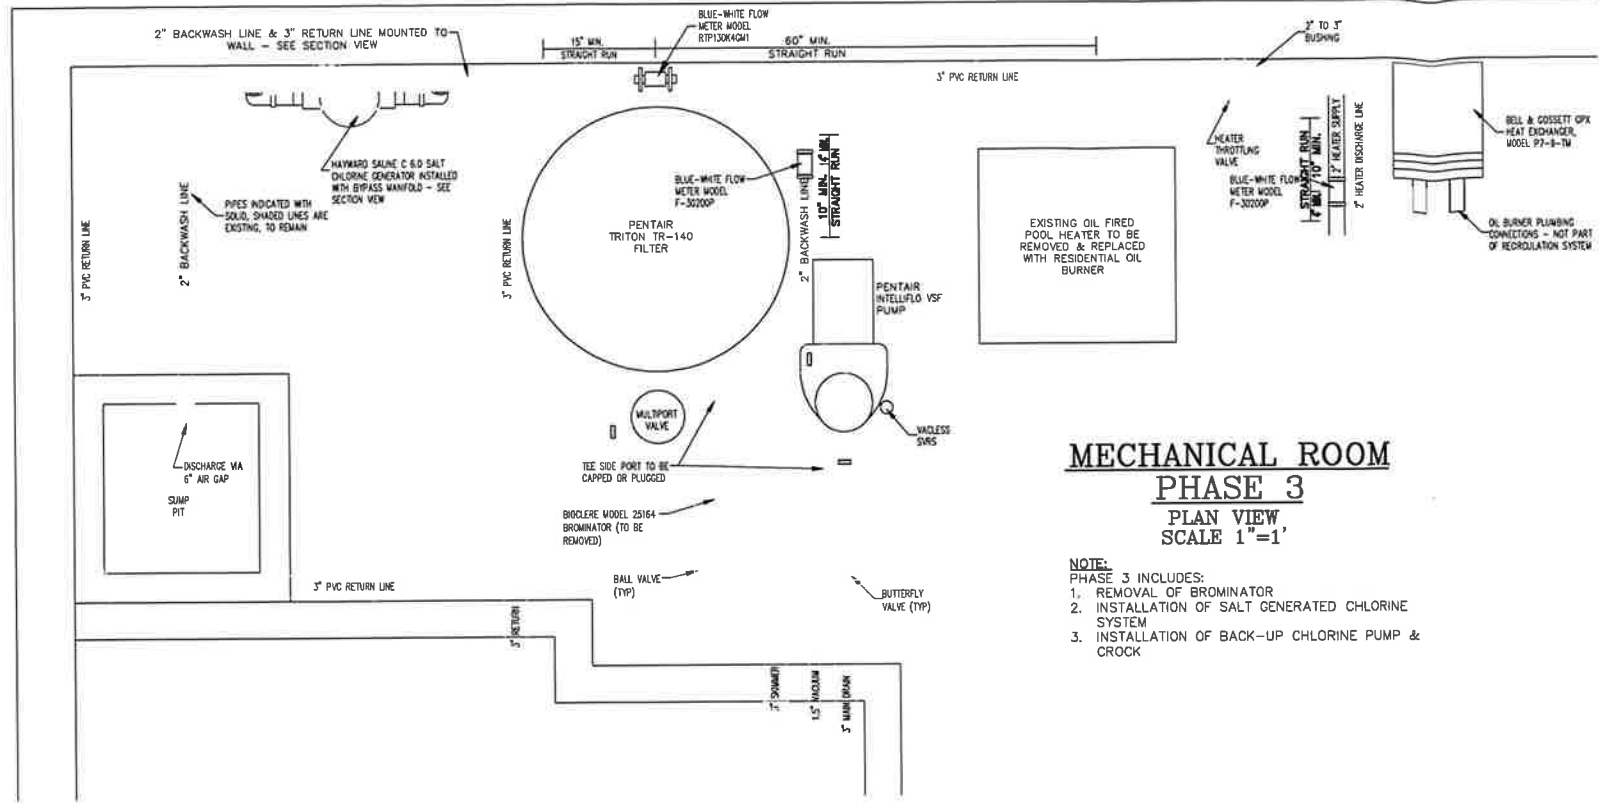 2" BACKWASH LINE & 3" RETURN LINE MOUNTED TO
WALL - SEE SECTION VIEW
BLUE-WHITE FLOW
METER MODEL
RTP130K4GM1
15" MIN.
STRAIGHT RUN
60" MIN.
STRAIGHT RUN
2" TO 3"
BUSHING
3" PVC RETURN LINE
HAYWARD SALINE C 6.0 SALT
CHLORINE GENERATOR INSTALLED
WITH BYPASS MANIFOLD - SEE
SECTION VIEW
PIPES INDICATED WITH
SOLID, SHADED LINES ARE
EXISTING, TO REMAIN
3" PVC RETURN LINE
2" BACKWASH LINE
3" PVC RETURN LINE
PENTAIR
TRITON TR-140
FILTER
BLUE-WHITE FLOW
METER MODEL
F-30200P
2" BACKWASH LINE
10" MIN.
STRAIGHT RUN
PENTAIR
INTELLIFLO VSF
PUMP
EXISTING OIL FIRED
POOL HEATER TO BE
REMOVED & REPLACED
WITH RESIDENTIAL OIL
BURNER
HEATER
THROTTLING
VALVE
BLUE-WHITE FLOW
METER MODEL
F-30200P
STRAIGHT RUN
10" MIN.
2" HEATER SUPPLY
2" HEATER DISCHARGE LINE
BELL & GOSSETT GPX
HEAT EXCHANGER,
MODEL P7-8-TM
OIL BURNER PLUMBING
CONNECTIONS - NOT PART
OF RECIRCULATION SYSTEM
MULTIPORT
VALVE
VACLESS
SVRS
TEE SIDE PORT TO BE
CAPPED OR PLUGGED
DISCHARGE VIA
6" AIR GAP
SUMP
PIT
BIOCLERE MODEL 25164
BROMINATOR (TO BE
REMOVED)
BALL VALVE
(TYP)
BUTTERFLY
VALVE (TYP)
3" PVC RETURN LINE
3" RETURN
3" SKIMMER
1.5" VACUUM
3" MAIN DRAIN
MECHANICAL ROOM
PHASE 3
PLAN VIEW
SCALE 1"=1'
NOTE:
PHASE 3 INCLUDES:
1. REMOVAL OF BROMINATOR
2. INSTALLATION OF SALT GENERATED CHLORINE
SYSTEM
3. INSTALLATION OF BACK-UP CHLORINE PUMP &
CROCK